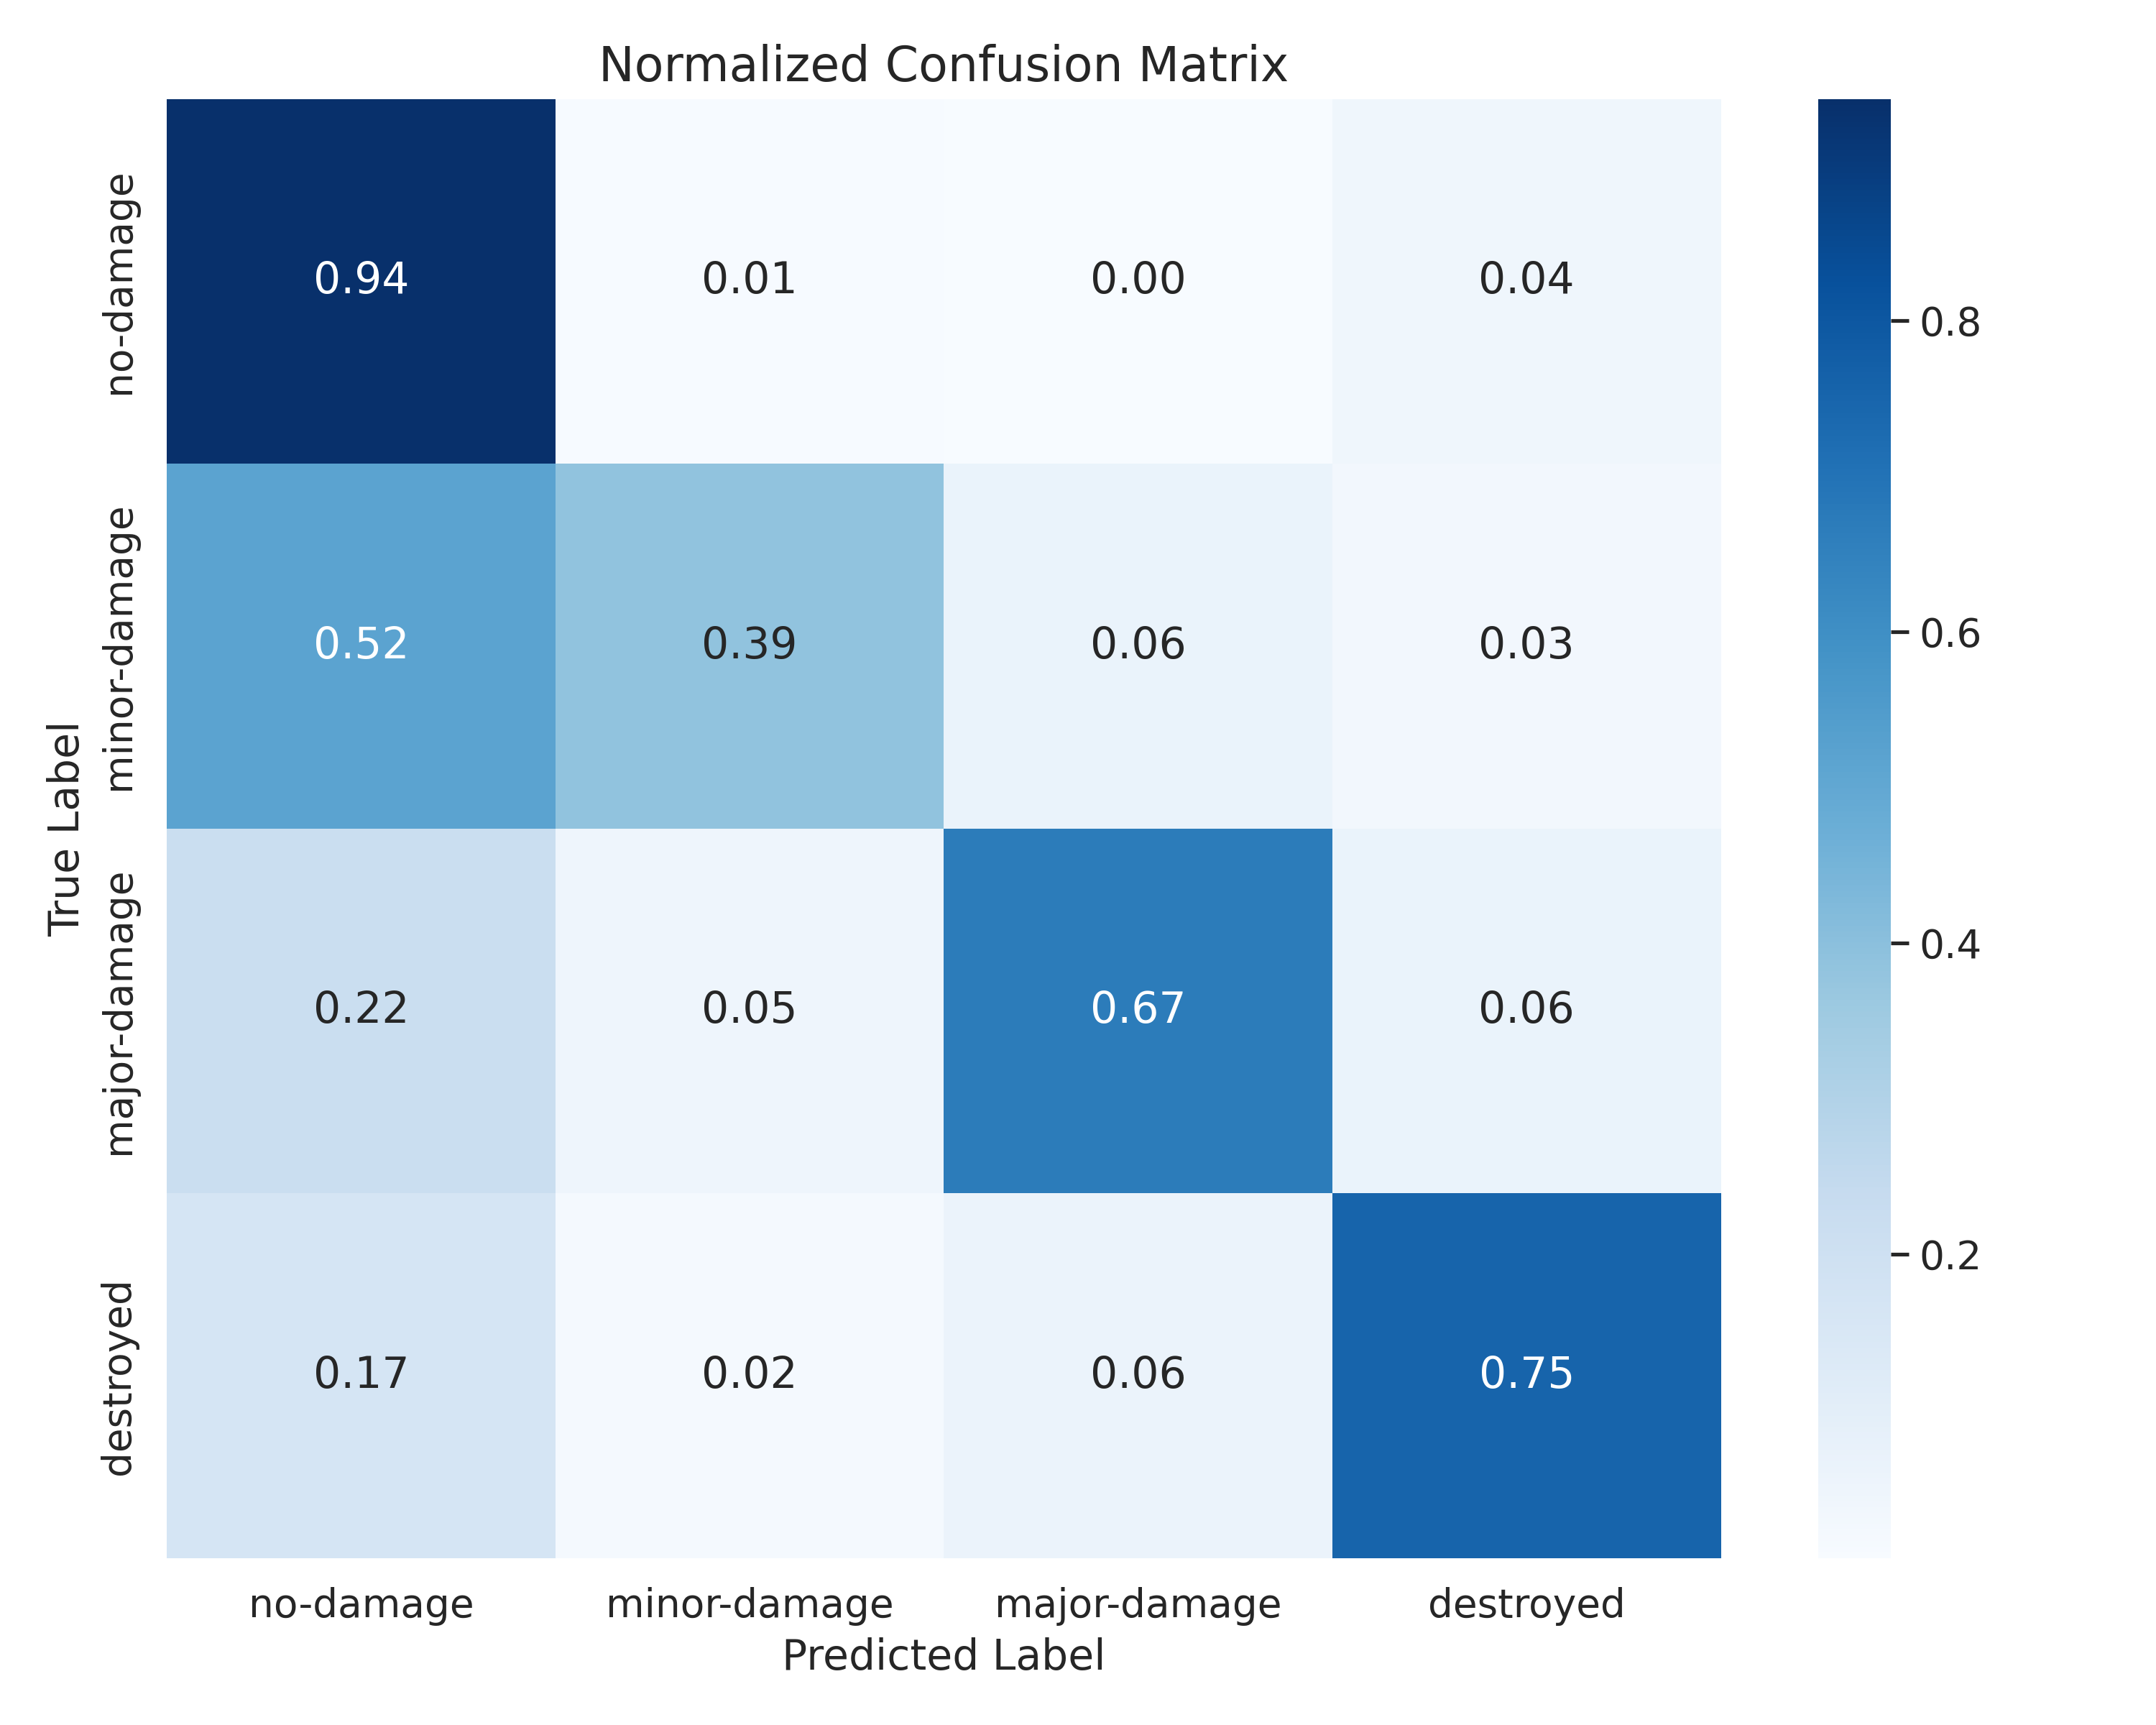 Normalized Confusion Matrix
True Label
no-damage
0.94 0.01 0.00 0.04
minor-damage
0.52 0.39 0.06 0.03
major-damage
0.22 0.05 0.67 0.06
destroyed
0.17 0.02 0.06 0.75
no-damage minor-damage major-damage destroyed
Predicted Label
0.8
0.6
0.4
0.2